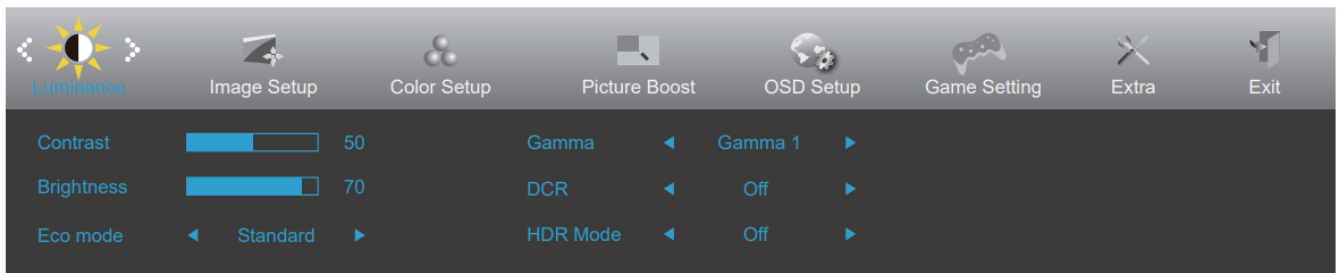 Luminance Image Setup Color Setup Picture Boost OSD Setup Game Setting Extra Exit
Contrast 50 Gamma Gamma 1
Brightness 70 DCR Off
Eco mode Standard HDR Mode Off